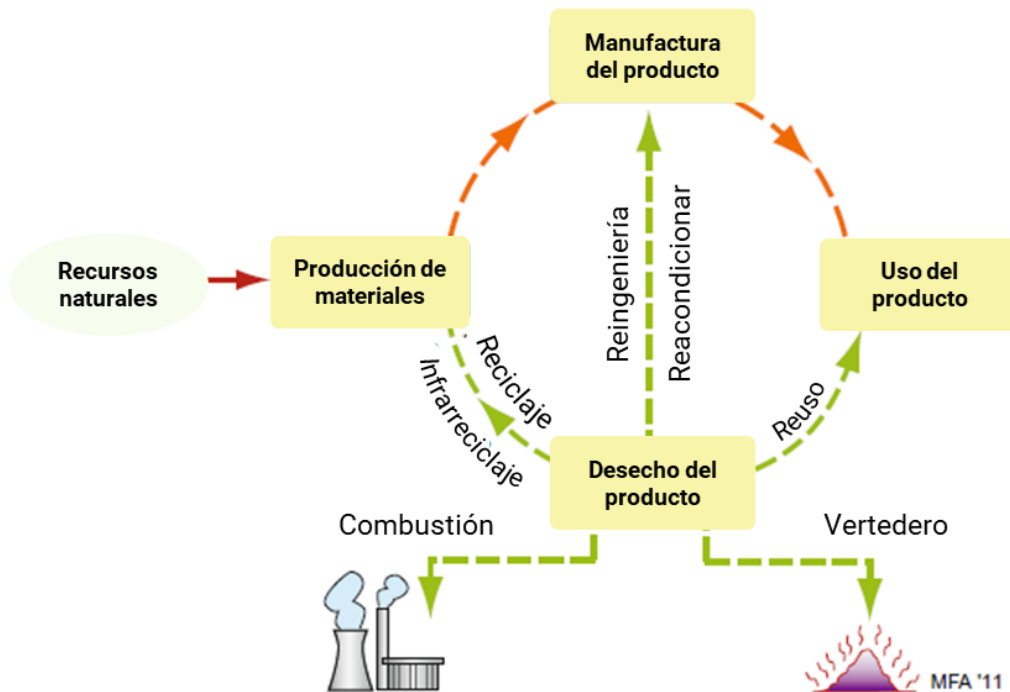 Manufactura
del producto
Recursos
naturales
Producción de
materiales
Reingeniería
Reacondicionar
Uso del
producto
Reciclaje
Infrarreciclaje
Reuso
Desecho del
producto
Combustión
Vertedero
MFA '11